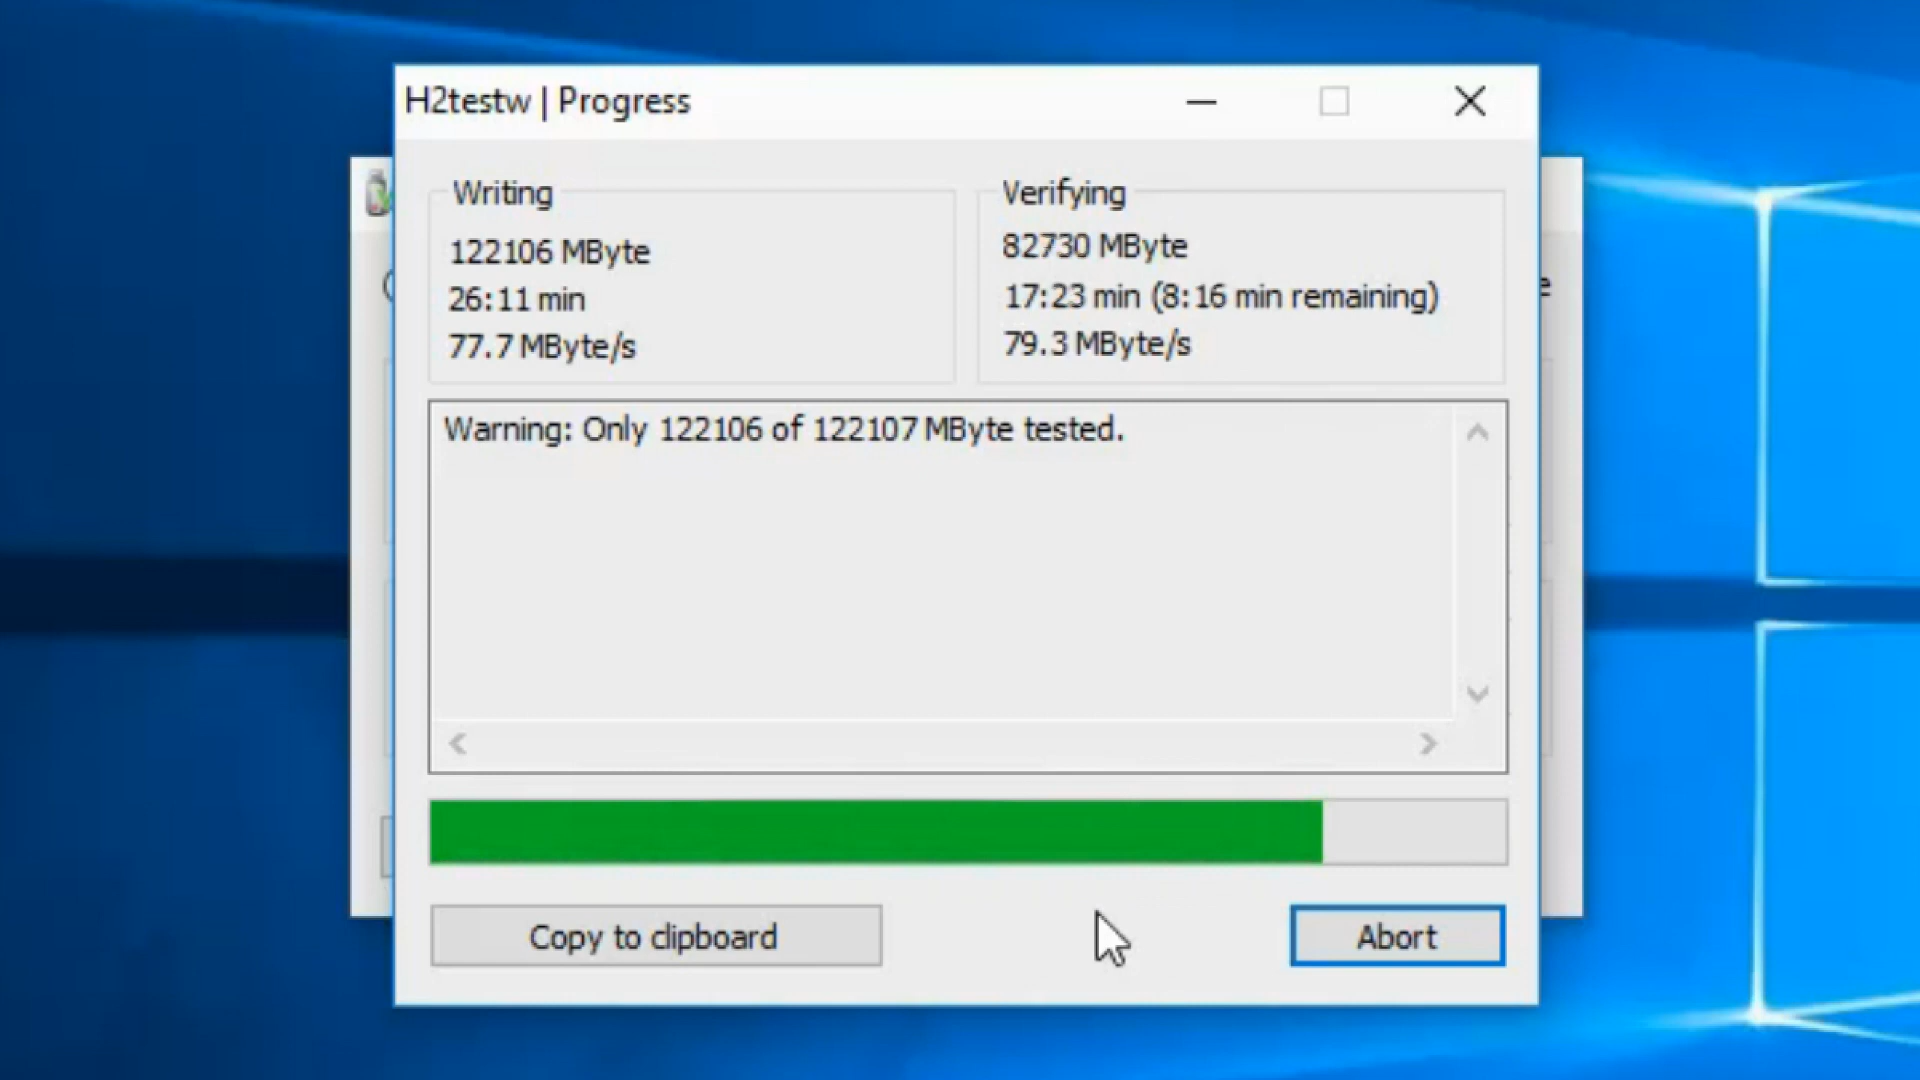 H2testw | Progress
Writing
122106 MByte
26:11 min
77.7 MByte/s
Verifying
82730 MByte
17:23 min (8:16 min remaining)
79.3 MByte/s
Warning: Only 122106 of 122107 MByte tested.
Copy to clipboard
Abort